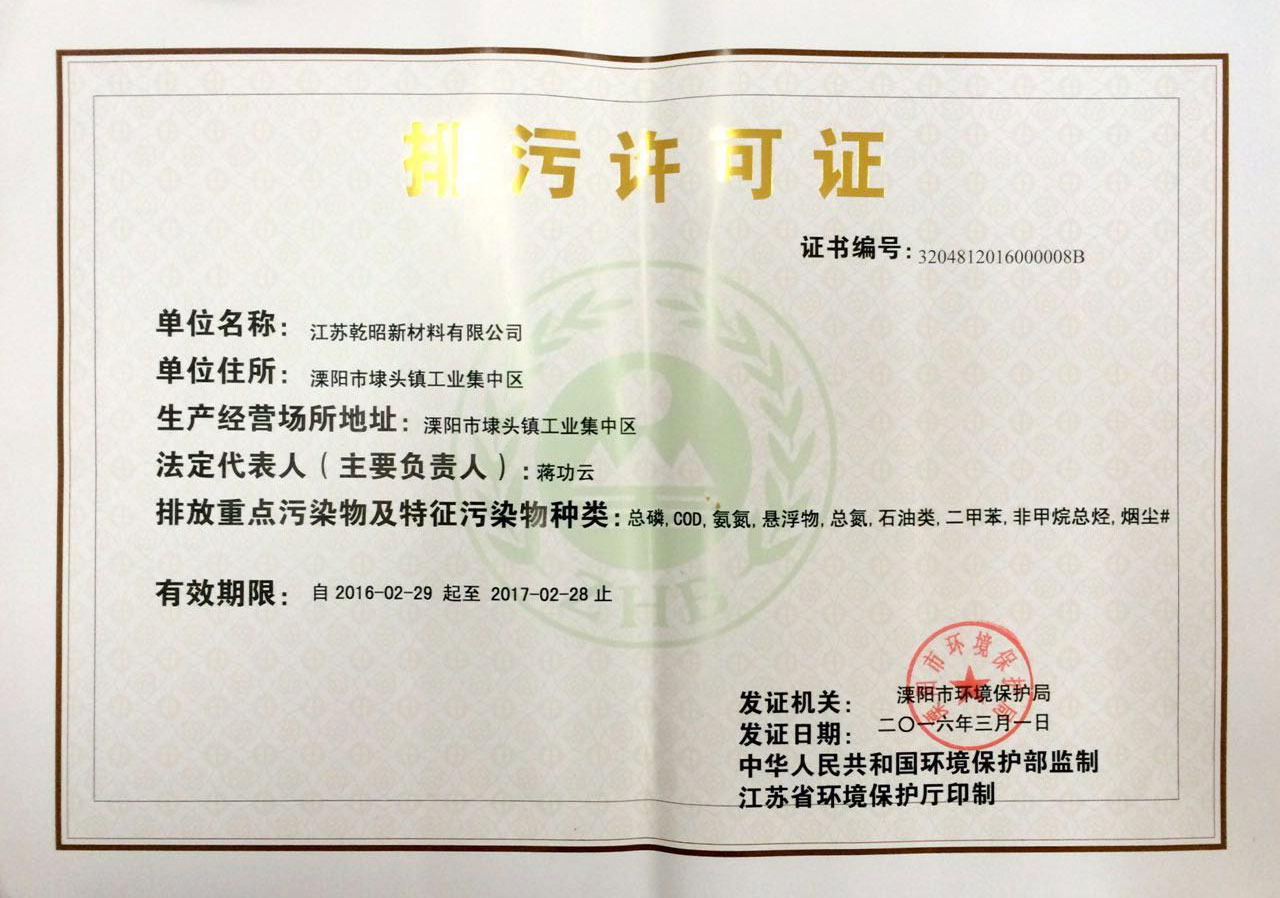 排污许可证
证书编号：3204812016000008B
单位名称：江苏乾昭新材料有限公司
单位住所：溧阳市埭头镇工业集中区
生产经营场所地址：溧阳市埭头镇工业集中区
法定代表人（主要负责人）：蒋功云
排放重点污染物及特征污染物种类：总磷,COD,氨氮,悬浮物,总氮,石油类,二甲苯,非甲烷总烃,烟尘#
有效期限：自 2016-02-29 起至 2017-02-28 止
ZHB
溧阳市环境保护局
发证机关：溧阳市环境保护局
发证日期：二〇一六年三月一日
中华人民共和国环境保护部监制
江苏省环境保护厅印制